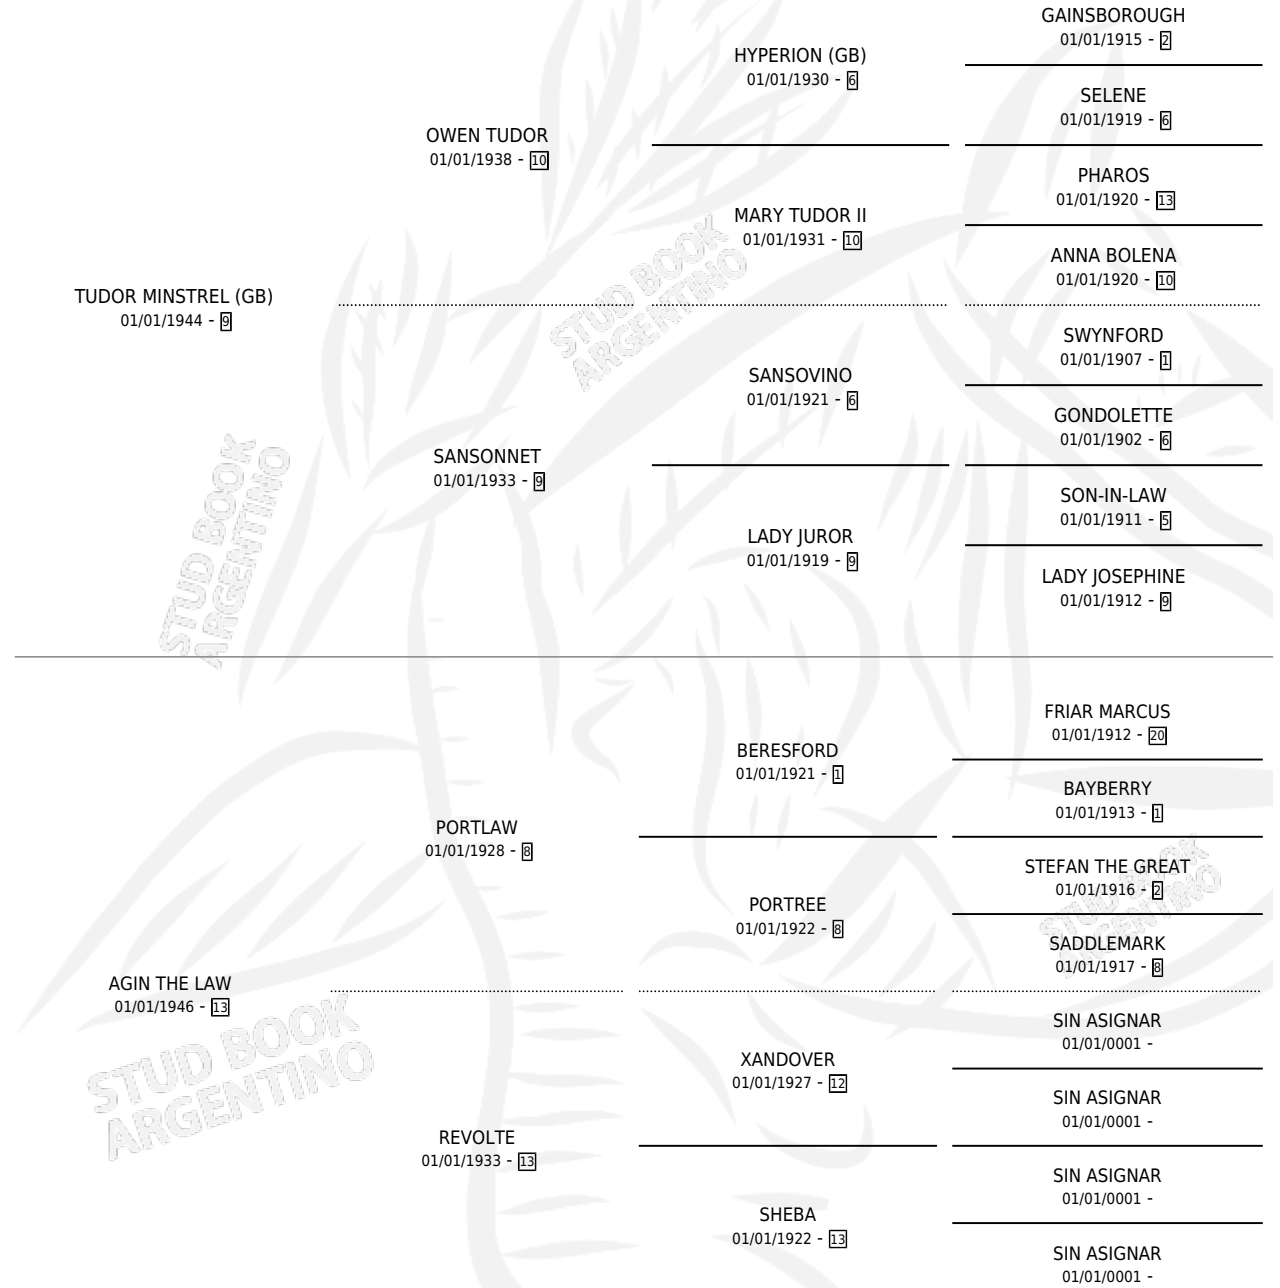 GAINSBOROUGH
01/01/1915 - 2
HYPERION (GB)
01/01/1930 - 6
SELENE
01/01/1919 - 6
OWEN TUDOR
01/01/1938 - 10
PHAROS
01/01/1920 - 13
MARY TUDOR II
01/01/1931 - 10
ANNA BOLENA
01/01/1920 - 10
TUDOR MINSTREL (GB)
01/01/1944 - 9
STUD BOOK
ARGENTINO
SWYNFORD
01/01/1907 - 1
SANSOVINO
01/01/1921 - 6
GONDOLETTE
01/01/1902 - 6
SANSONNET
01/01/1933 - 9
SON-IN-LAW
01/01/1911 - 5
LADY JUROR
01/01/1919 - 9
LADY JOSEPHINE
01/01/1912 - 9
STUD BOOK
ARGENTINO
FRIAR MARCUS
01/01/1912 - 20
BERESFORD
01/01/1921 - 1
BAYBERRY
01/01/1913 - 1
PORTLAW
01/01/1928 - 8
STEFAN THE GREAT
01/01/1916 - 2
STUD BOOK
ARGENTINO
PORTREE
01/01/1922 - 8
SADDLEMARK
01/01/1917 - 8
AGIN THE LAW
01/01/1946 - 13
STUD BOOK
ARGENTINO
SIN ASIGNAR
01/01/0001 -
XANDOVER
01/01/1927 - 12
SIN ASIGNAR
01/01/0001 -
REVOLTE
01/01/1933 - 13
SIN ASIGNAR
01/01/0001 -
SHEBA
01/01/1922 - 13
SIN ASIGNAR
01/01/0001 -